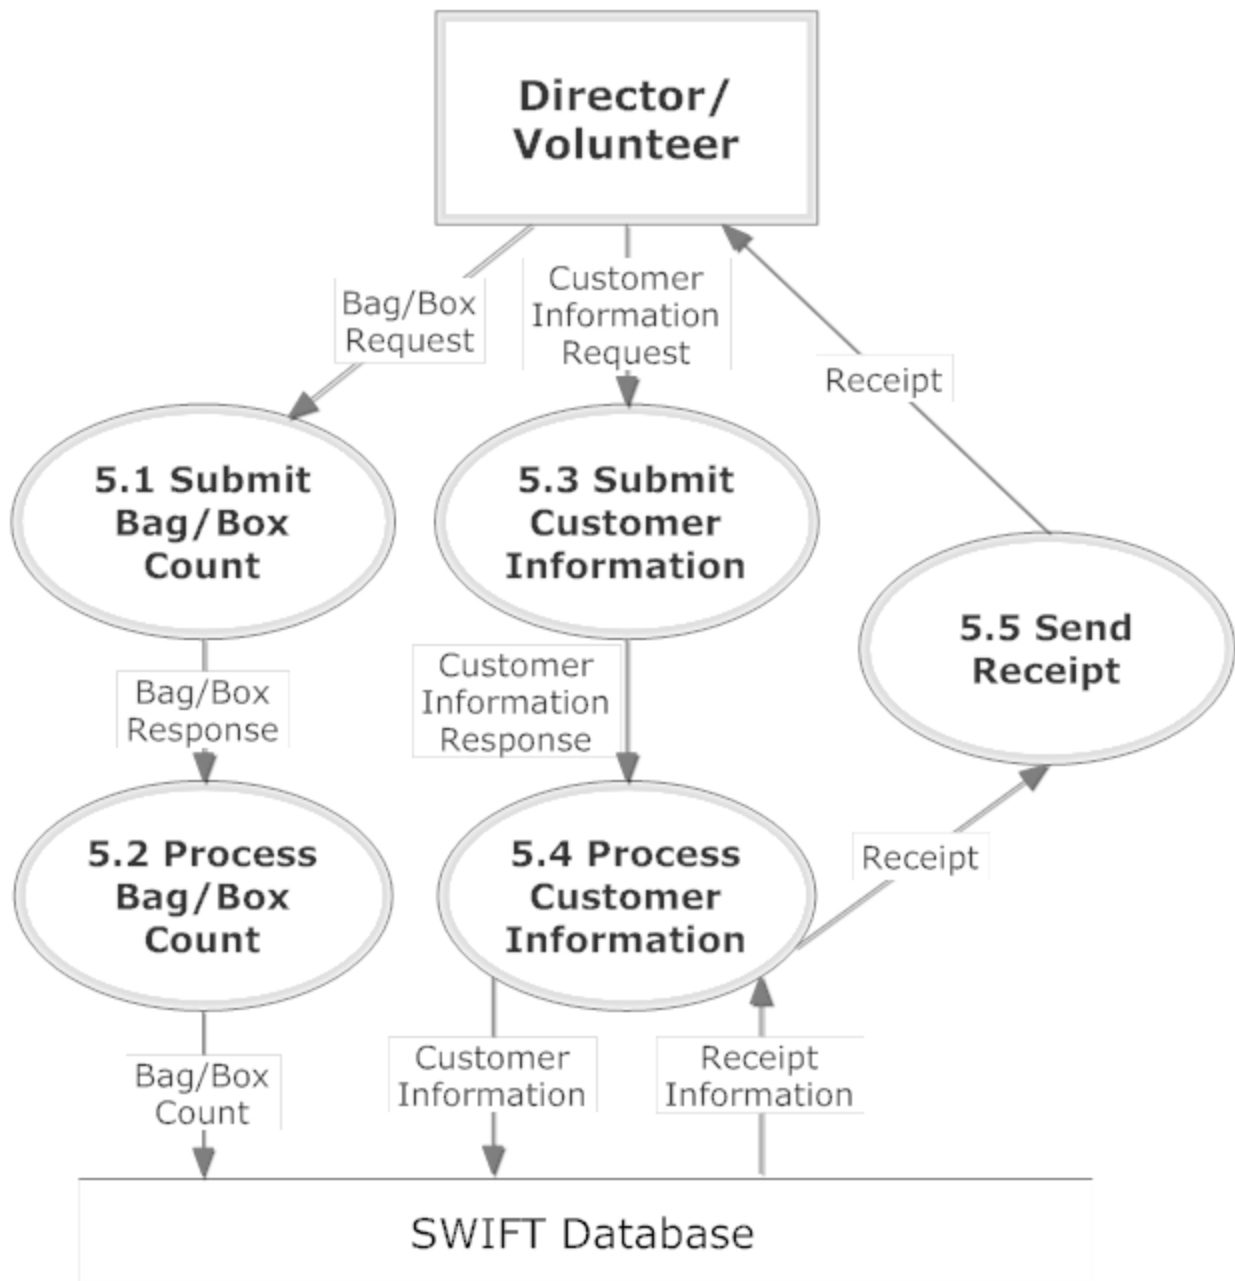 Director/
Volunteer
Bag/Box
Request
Customer
Information
Request
Receipt
5.1 Submit
Bag/Box
Count
5.3 Submit
Customer
Information
5.5 Send
Receipt
Bag/Box
Response
Customer
Information
Response
5.2 Process
Bag/Box
Count
5.4 Process
Customer
Information
Receipt
Bag/Box
Count
Customer
Information
Receipt
Information
SWIFT Database